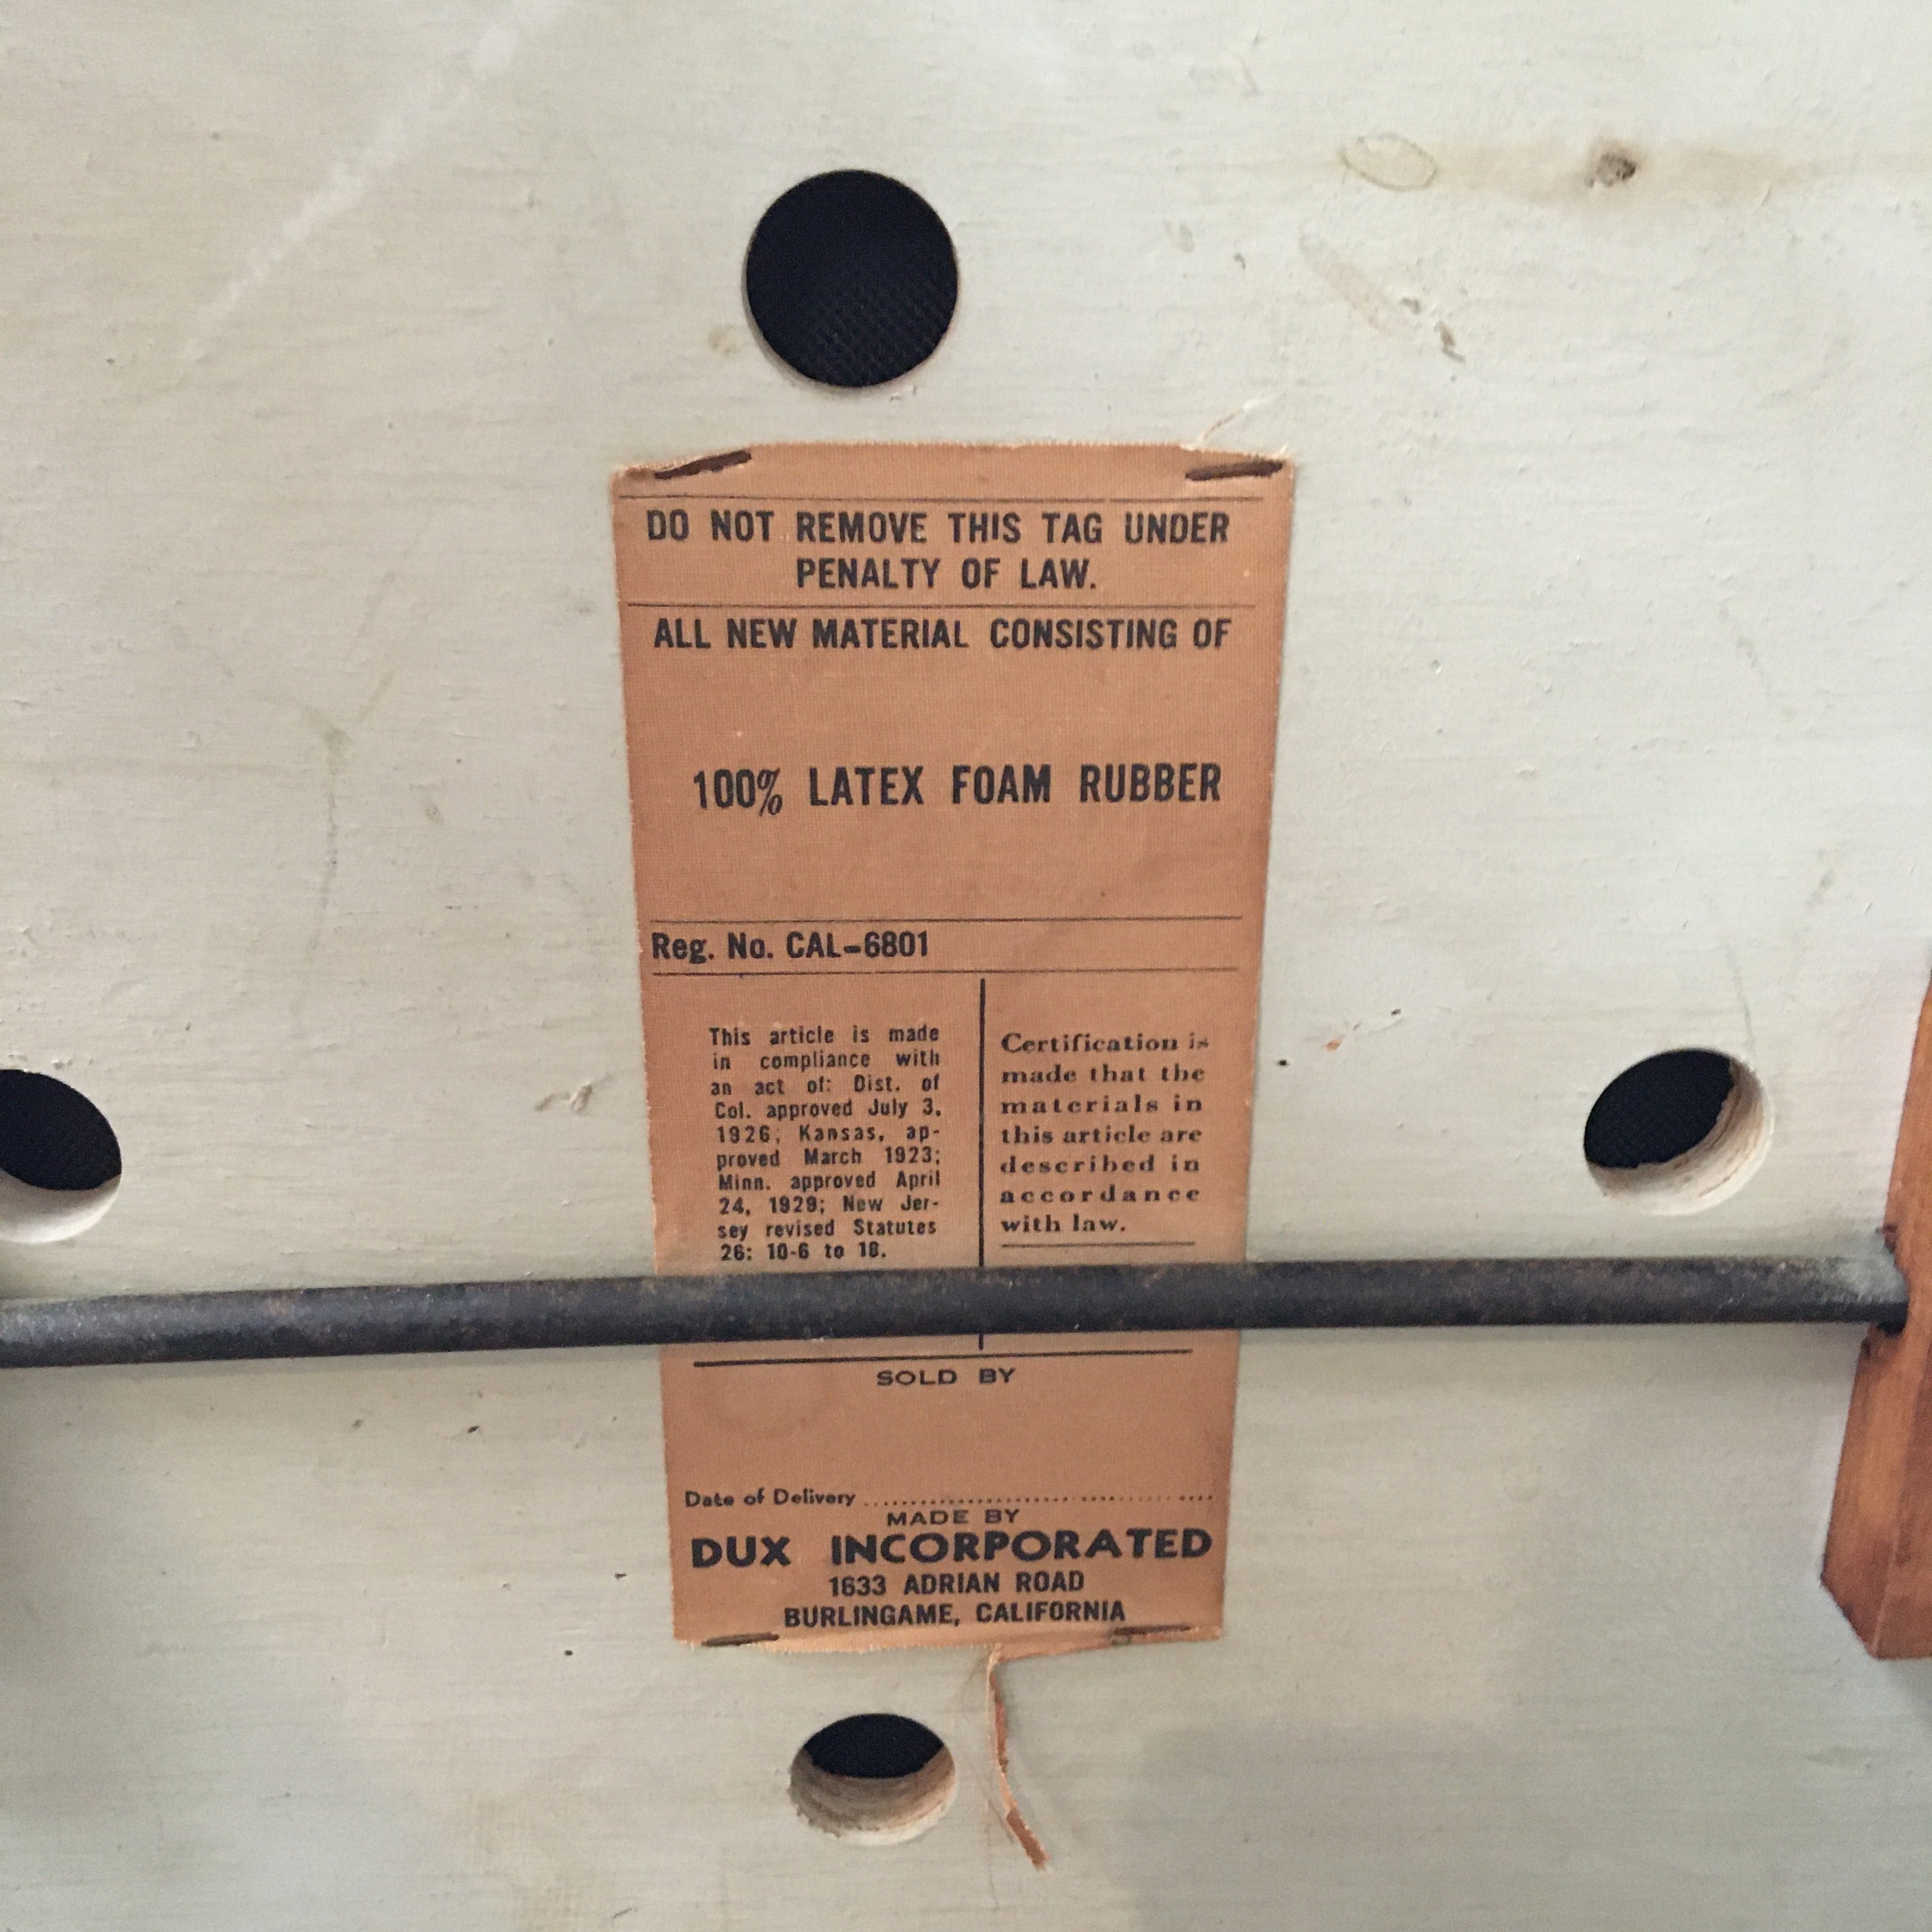 DO NOT REMOVE THIS TAG UNDER
PENALTY OF LAW.
ALL NEW MATERIAL CONSISTING OF
100% LATEX FOAM RUBBER
Reg. No. CAL-6801
This article is made
in compliance with
an act of: Dist. of
Col. approved July 3,
1926; Kansas, ap-
proved March 1923;
Minn. approved April
24, 1929; New Jer-
sey revised Statutes
26: 10-6 to 18.
Certification is
made that the
materials in
this article are
described in
accordance
with law.
SOLD BY
Date of Delivery
MADE BY
DUX INCORPORATED
1633 ADRIAN ROAD
BURLINGAME, CALIFORNIA